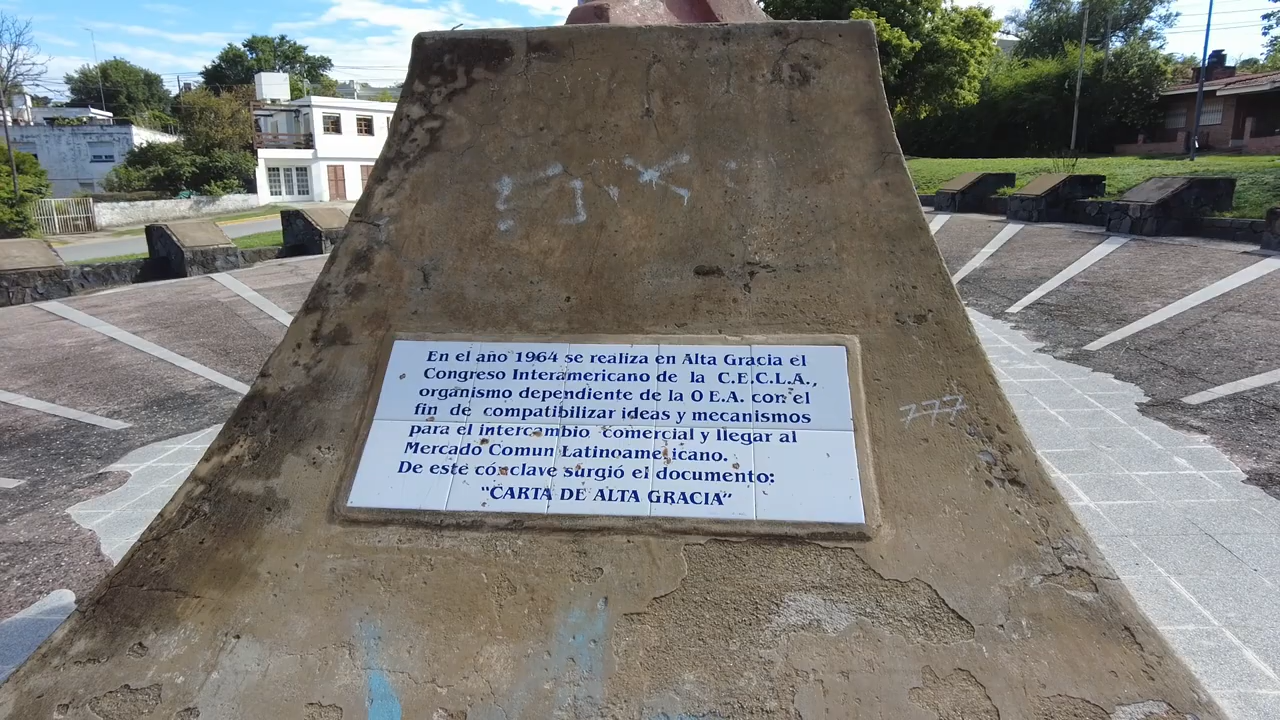 En el año 1964 se realiza en Alta Gracia el
Congreso Interamericano de la C.E.C.L.A.,
organismo dependiente de la O E.A. con el
fin de compatibilizar ideas y mecanismos
para el intercambio comercial y llegar al
Mercado Comun Latinoamericano.
De este cónclave surgió el documento:
"CARTA DE ALTA GRACIA"
777